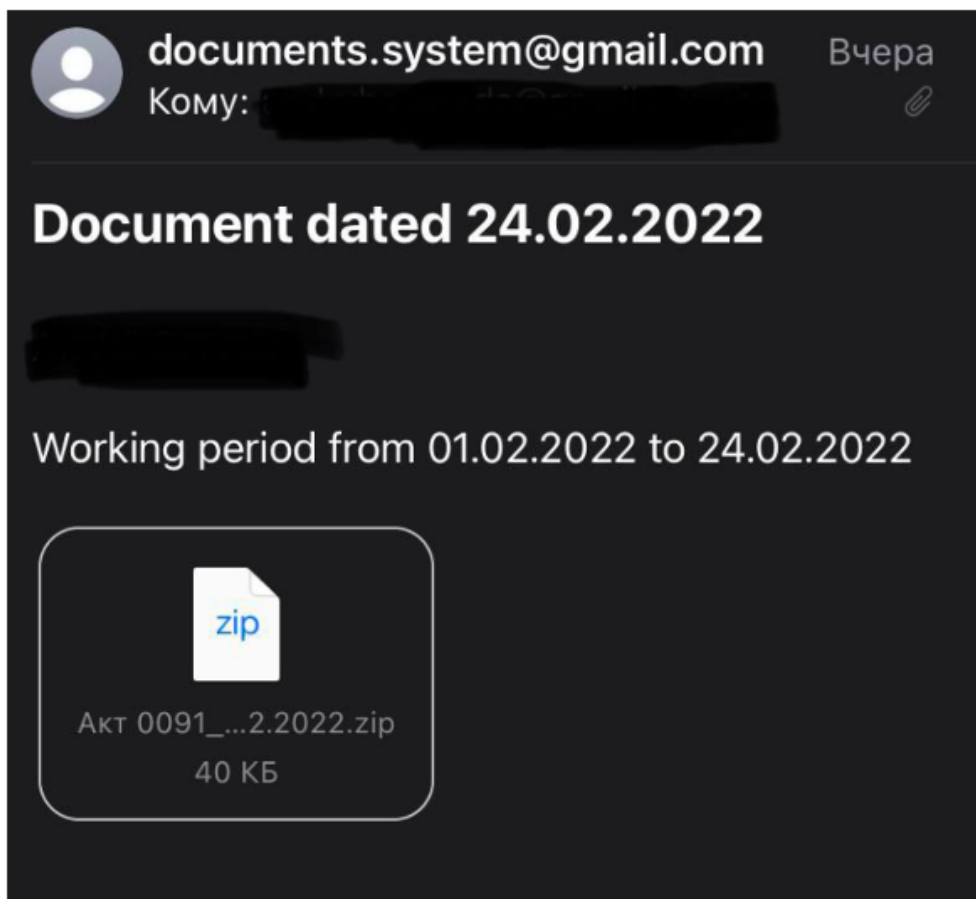 documents.system@gmail.com Вчера
Кому:
Document dated 24.02.2022
Working period from 01.02.2022 to 24.02.2022
zip
Акт 0091_...2.2022.zip
40 КБ